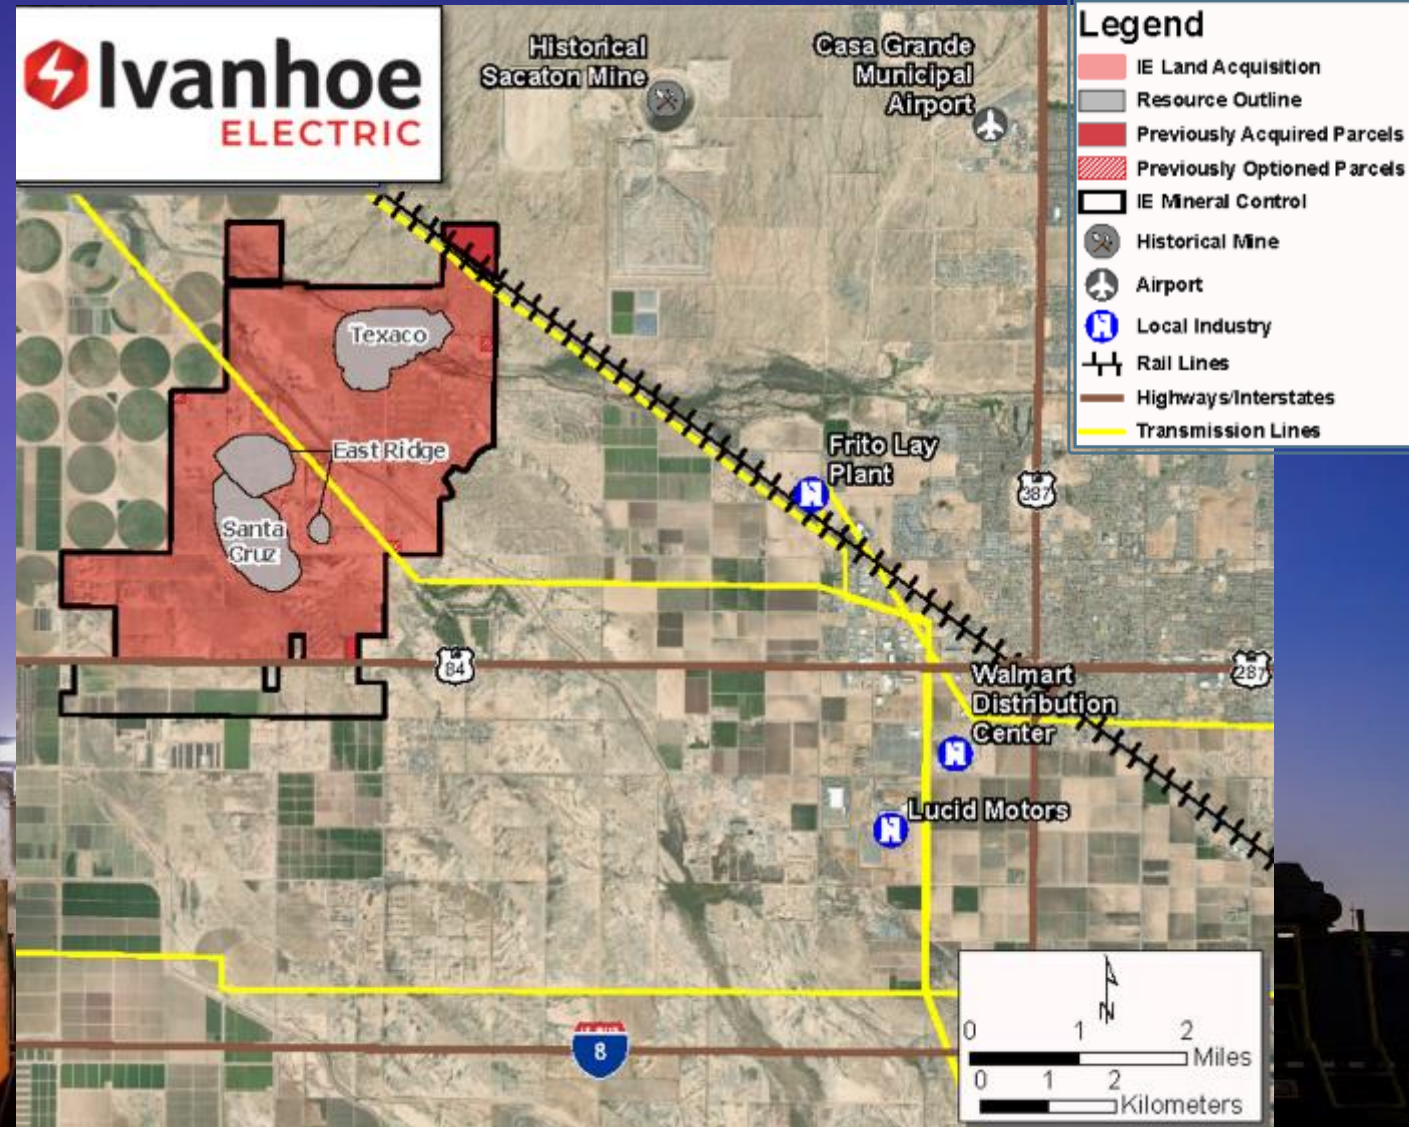 Ivanhoe
ELECTRIC
Historical
Sacaton Mine
Casa Grande
Municipal
Airport
Legend
IE Land Acquisition
Resource Outline
Previously Acquired Parcels
Previously Optioned Parcels
IE Mineral Control
Historical Mine
Airport
Local Industry
Rail Lines
Highways/Interstates
Transmission Lines
Texaco
East Ridge
Santa
Cruz
Frito Lay
Plant
387
84
287
Walmart
Distribution
Center
Lucid Motors
8
N
0 1 2
Miles
0 1 2
Kilometers